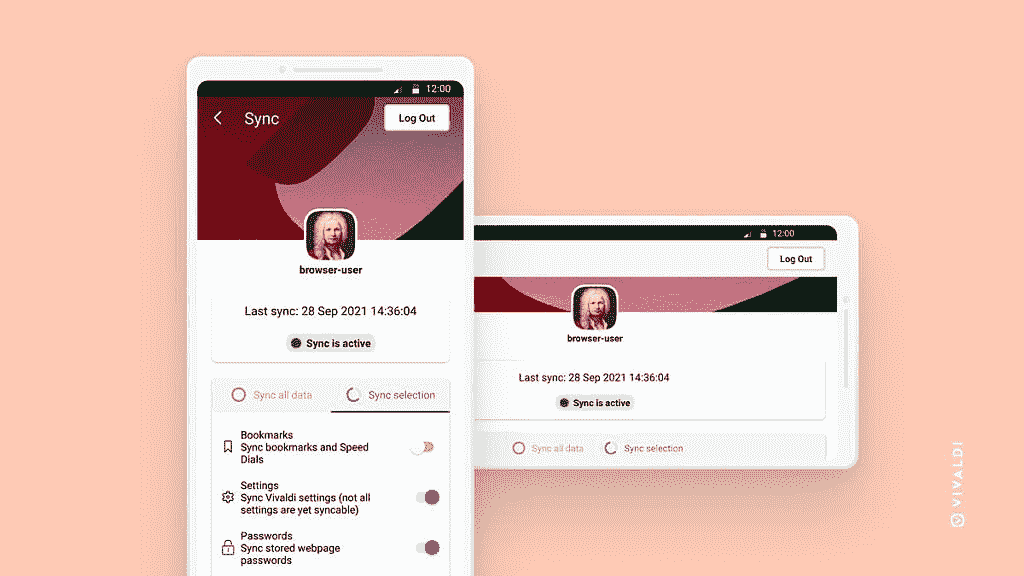 12:00
Sync
Log Out
browser-user
Last sync: 28 Sep 2021 14:36:04
Sync is active
Sync all data
Sync selection
Bookmarks
Sync bookmarks and Speed
Dials
Settings
Sync Vivaldi settings (not all
settings are yet syncable)
Passwords
Sync stored webpage
passwords
12:00
Log Out
browser-user
Last sync: 28 Sep 2021 14:36:04
Sync is active
Sync all data
Sync selection
VIVALDI